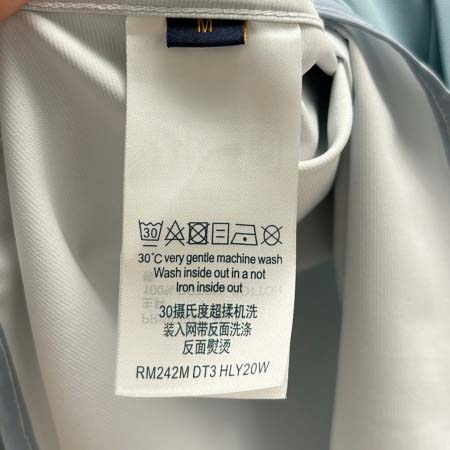 M
30
30°C very gentle machine wash
Wash inside out in a not
Iron inside out
30摄氏度超揉机洗
装入网带反面洗涤
反面熨烫
RM242M DT3 HLY20W